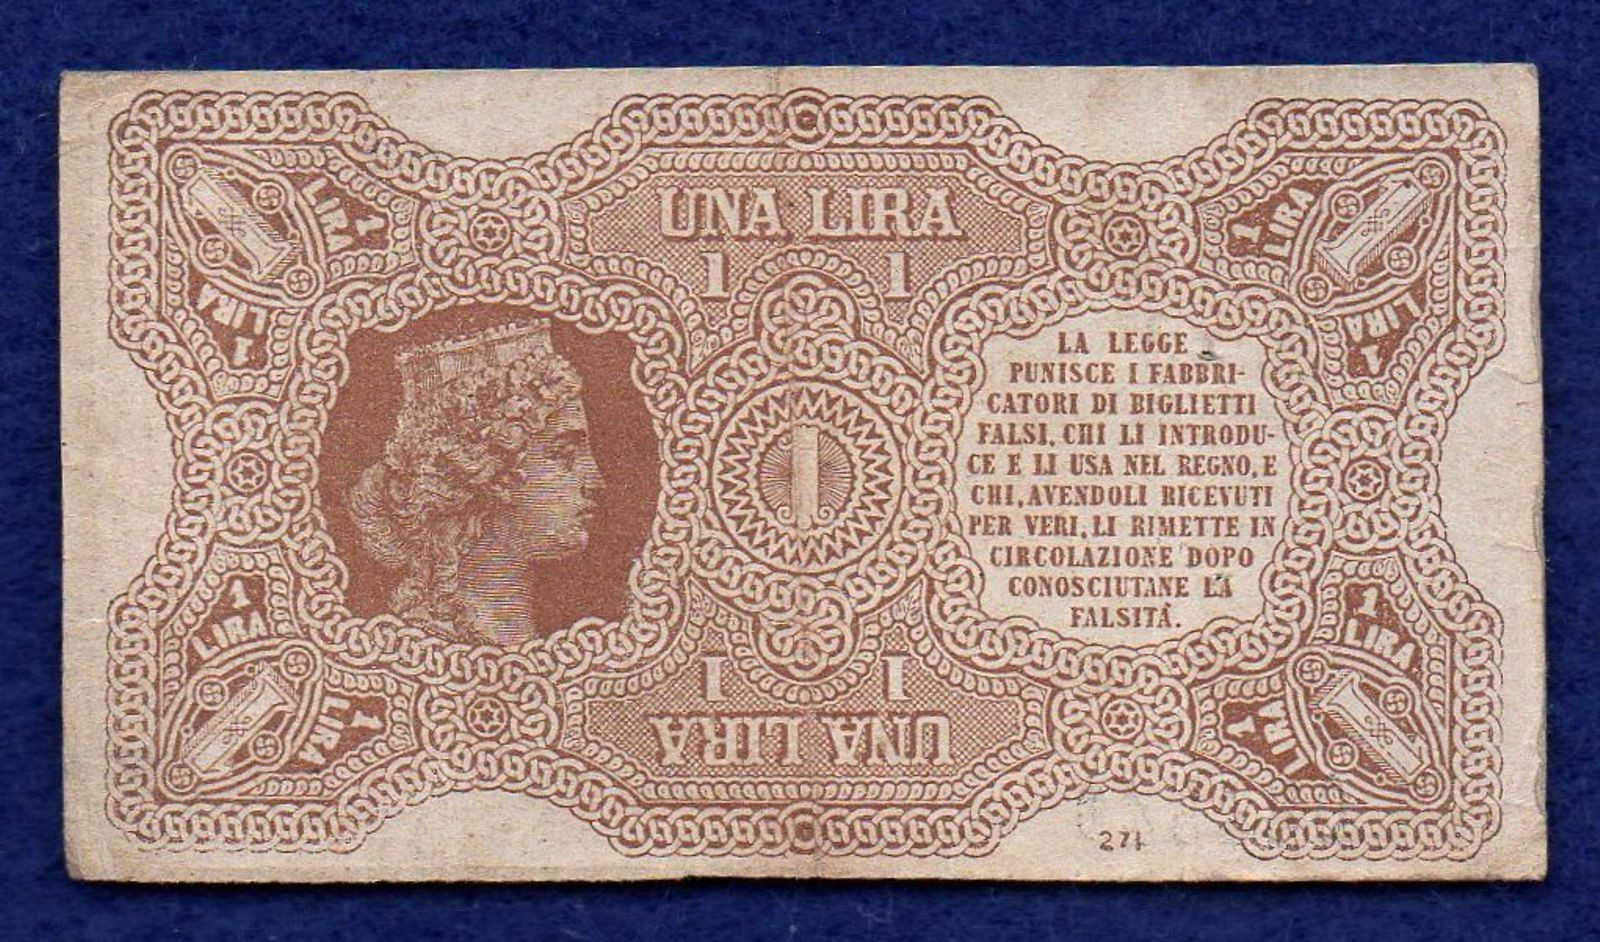 1 LIRA
1 LIRA
UNA LIRA
1 1
1 LIRA
1 LIRA
1
LA LEGGE
PUNISCE I FABBRI-
CATORI DI BIGLIETTI
FALSI, CHI LI INTRODU-
CE E LI USA NEL REGNO, E
CHI, AVENDOLI RICEVUTI
PER VERI, LI RIMETTE IN
CIRCOLAZIONE DOPO
CONOSCIUTANE LA
FALSITÀ.
1 LIRA
1 LIRA
1 1
UNA LIRA
1 LIRA
1 LIRA
271